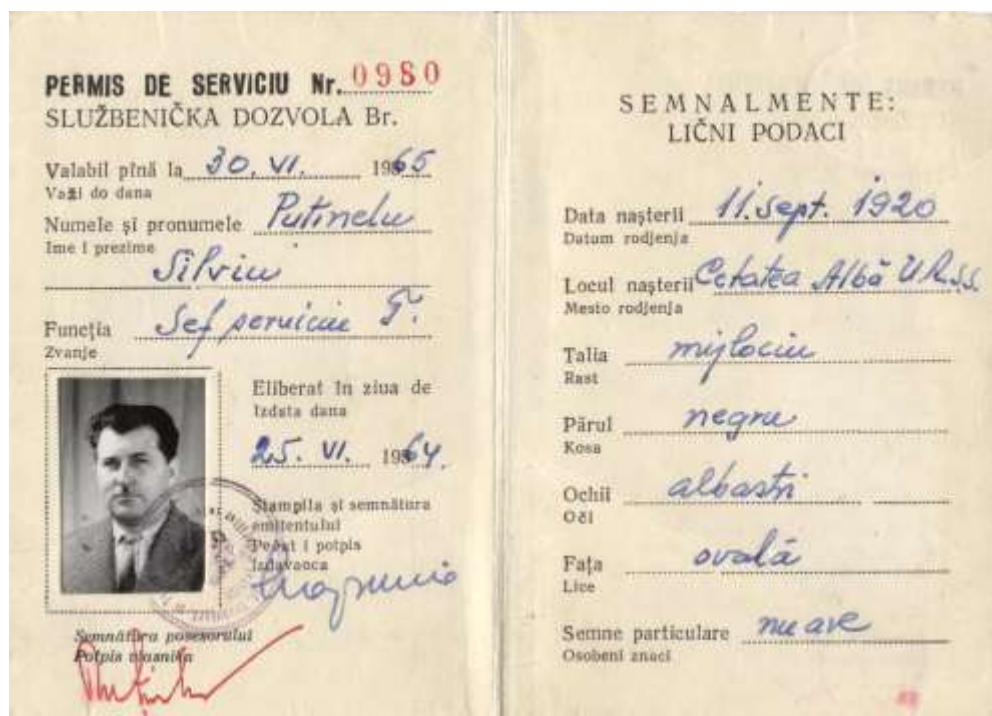 PERMIS DE SERVICIU Nr. 0980
SLUŽBENIČKA DOZVOLA Br.
Valabil pînă la 30. VI. 1965
Važi do dana
Numele şi pronumele Putinelu
Ime i prezime
Silviu
Funcţia Şef serviciu T.
Zvanje
Eliberat în ziua de
Izdata dana
25. VI. 1964.
Ştampila şi semnătura
emitentului
Pečat i potpis
Izdavaoca
Semnătura posesorului
Potpis vlasnika
SEMNALMENTE:
LIČNI PODACI
Data naşterii 11. Sept. 1920
Datum rodjenja
Locul naşterii Cetatea Albă U.R.S.S.
Mesto rodjenja
Talia mijlociu
Rast
Părul negru
Kosa
Ochii albaştri
Oči
Faţa ovală
Lice
Semne particulare nu are
Osobeni znaci